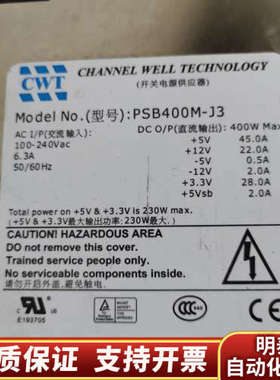 CWT
CHANNEL WELL TECHNOLOGY
(开关电源供应器)
Model No.(型号):PSB400M-J3
AC I/P(交流输入):
100-240Vac
6.3A
50/60Hz
DC O/P(直流输出): 400W Max
+5V 45.0A
+12V 22.0A
-5V 0.5A
-12V 2.0A
+3.3V 28.0A
+5Vsb 2.0A
Total power on +5V & +3.3V is 230W max.
(+5V & +3.3V最大输出功率: 230W最大).
CAUTION! HAZARDOUS AREA
Do not remove this cover.
Trained service people only.
No serviceable components inside.
E193705
品质保证 支持退换
明
自动化